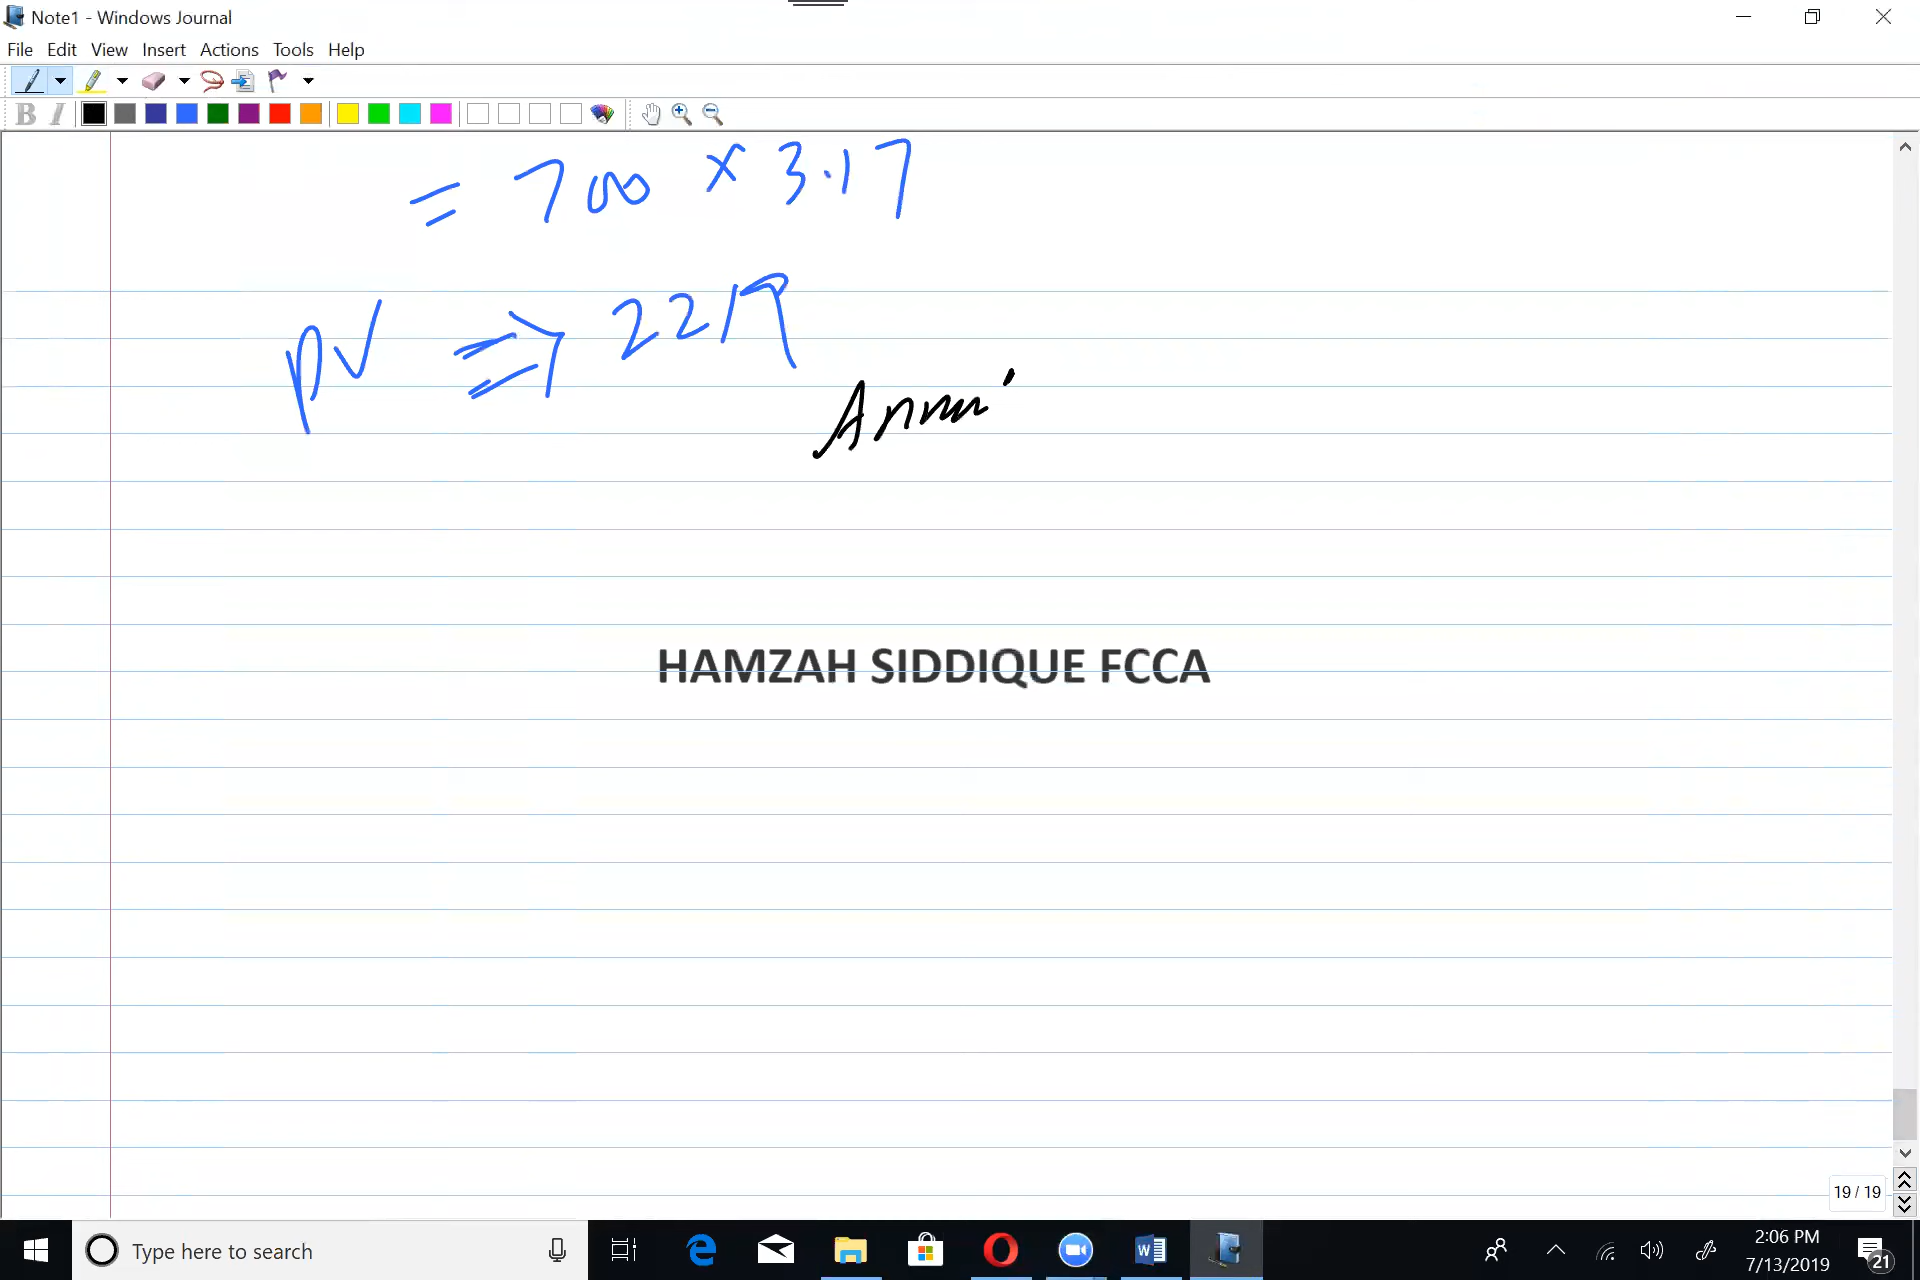 Note1 - Windows Journal
File Edit View Insert Actions Tools Help
B I
= 700 × 3.17
PV ⇒ 2219
HAMZAH SIDDIQUE FCCA
19 / 19
Type here to search
2:06 PM
7/13/2019
21